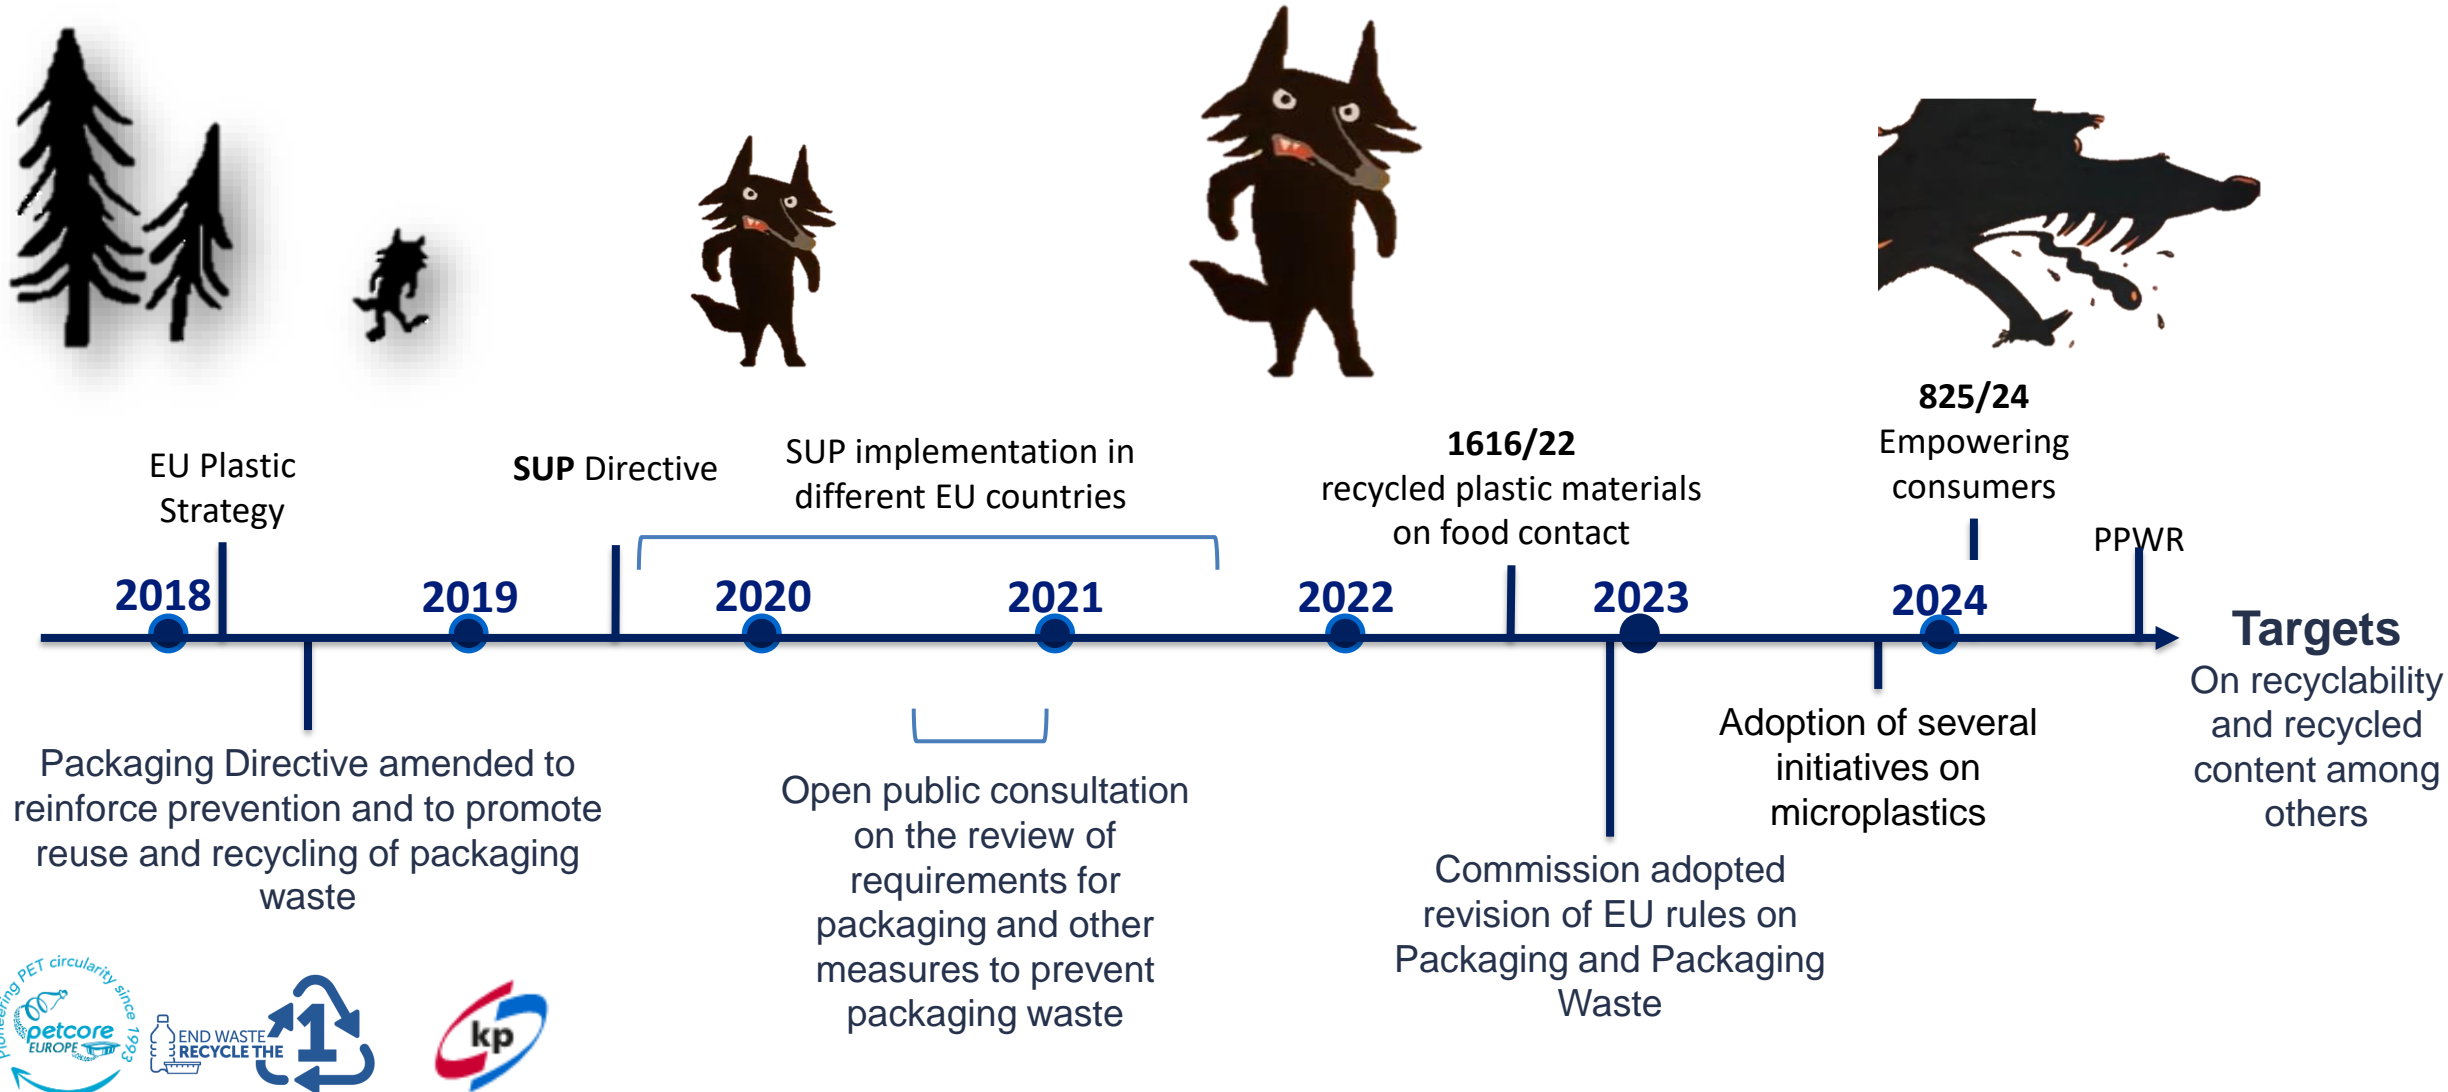 EU Plastic
Strategy
SUP Directive
SUP implementation in
different EU countries
1616/22
recycled plastic materials
on food contact
825/24
Empowering
consumers
PPWR
2018
2019
2020
2021
2022
2023
2024
Targets
On recyclability
and recycled
content among
others
Packaging Directive amended to
reinforce prevention and to promote
reuse and recycling of packaging
waste
Open public consultation
on the review of
requirements for
packaging and other
measures to prevent
packaging waste
Commission adopted
revision of EU rules on
Packaging and Packaging
Waste
Adoption of several
initiatives on
microplastics
Pioneering PET circularity since 1993
petcore
EUROPE
END WASTE
RECYCLE THE
1
kp